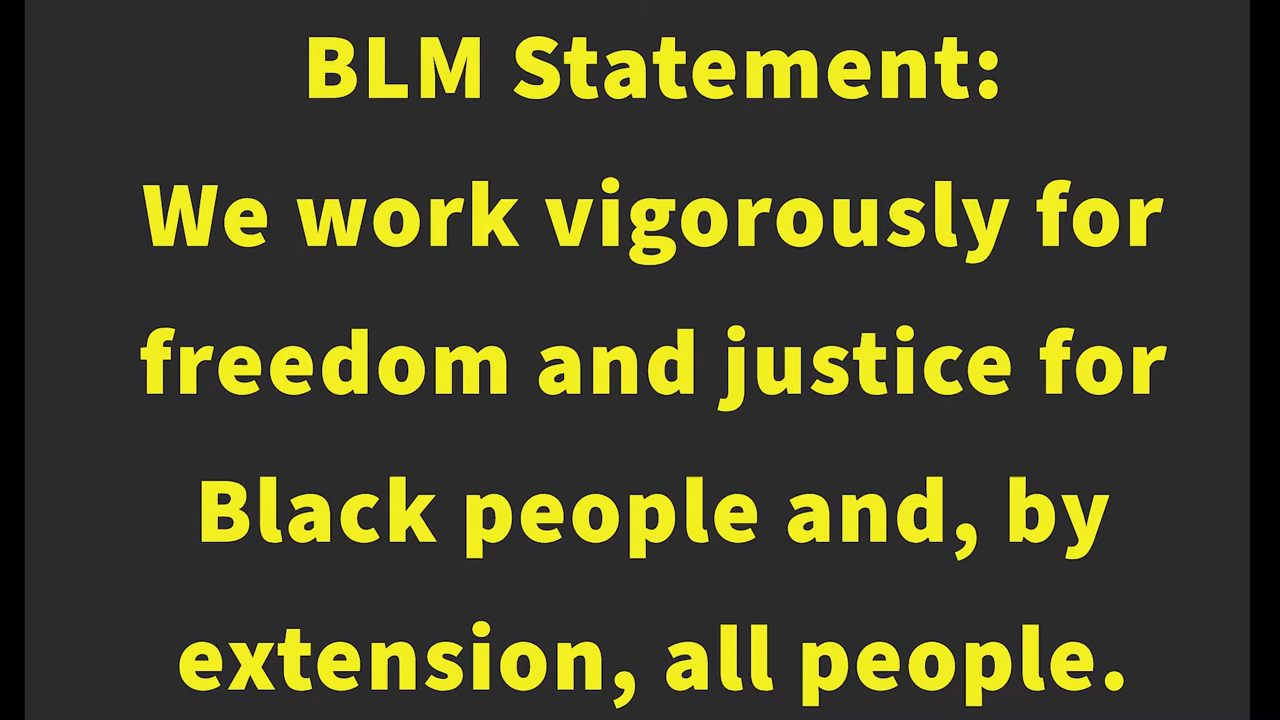 BLM Statement:
We work vigorously for
freedom and justice for
Black people and, by
extension, all people.